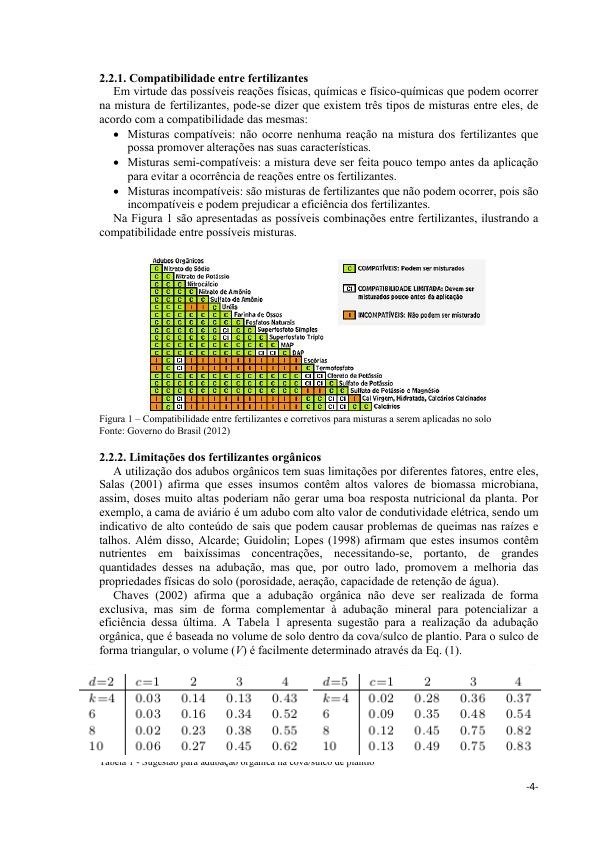 2.2.1. Compatibilidade entre fertilizantes
Em virtude das possíveis reações físicas, químicas e físico-químicas que podem ocorrer
na mistura de fertilizantes, pode-se dizer que existem três tipos de misturas entre eles, de
acordo com a compatibilidade das mesmas:
• Misturas compatíveis: não ocorre nenhuma reação na mistura dos fertilizantes que
possa promover alterações nas suas características.
• Misturas semi-compatíveis: a mistura deve ser feita pouco tempo antes da aplicação
para evitar a ocorrência de reações entre os fertilizantes.
• Misturas incompatíveis: são misturas de fertilizantes que não podem ocorrer, pois são
incompatíveis e podem prejudicar a eficiência dos fertilizantes.
Na Figura 1 são apresentadas as possíveis combinações entre fertilizantes, ilustrando a
compatibilidade entre possíveis misturas.
Adubos Orgânicos
Nitrato de Sódio
Nitrato de Potássio
Nitrocálcio
Nitrato de Amônio
Sulfato de Amônio
Uréia
Farinha de Ossos
Fosfatos Naturais
Superfosfato Simples
Superfosfato Triplo
MAP
DAP
Escórias
Termofosfato
Cloreto de Potássio
Sulfato de Potássio
Sulfato de Potássio e Magnésio
Cal Virgem, Hidratada, Calcários Calcinados
Calcários
C COMPATÍVEIS: Podem ser misturados
CI COMPATIBILIDADE LIMITADA: Devem ser
misturados pouco antes da aplicação
I INCOMPATÍVEIS: Não podem ser misturado
Figura 1 – Compatibilidade entre fertilizantes e corretivos para misturas a serem aplicadas no solo
Fonte: Governo do Brasil (2012)
2.2.2. Limitações dos fertilizantes orgânicos
A utilização dos adubos orgânicos tem suas limitações por diferentes fatores, entre eles,
Salas (2001) afirma que esses insumos contêm altos valores de biomassa microbiana,
assim, doses muito altas poderiam não gerar uma boa resposta nutricional da planta. Por
exemplo, a cama de aviário é um adubo com alto valor de condutividade elétrica, sendo um
indicativo de alto conteúdo de sais que podem causar problemas de queimas nas raízes e
talhos. Além disso, Alcarde; Guidolin; Lopes (1998) afirmam que estes insumos contêm
nutrientes em baixíssimas concentrações, necessitando-se, portanto, de grandes
quantidades desses na adubação, mas que, por outro lado, promovem a melhoria das
propriedades físicas do solo (porosidade, aeração, capacidade de retenção de água).
Chaves (2002) afirma que a adubação orgânica não deve ser realizada de forma
exclusiva, mas sim de forma complementar à adubação mineral para potencializar a
eficiência dessa última. A Tabela 1 apresenta sugestão para a realização da adubação
orgânica, que é baseada no volume de solo dentro da cova/sulco de plantio. Para o sulco de
forma triangular, o volume (V) é facilmente determinado através da Eq. (1).
d=2 c=1 2 3 4 d=5 c=1 2 3 4
k=4 0.03 0.14 0.13 0.43 k=4 0.02 0.28 0.36 0.37
6 0.03 0.16 0.34 0.52 6 0.09 0.35 0.48 0.54
8 0.02 0.23 0.38 0.55 8 0.12 0.45 0.75 0.82
10 0.06 0.27 0.45 0.62 10 0.13 0.49 0.75 0.83
Tabela 1 - Sugestão para adubação orgânica na cova/sulco de plantio
-4-